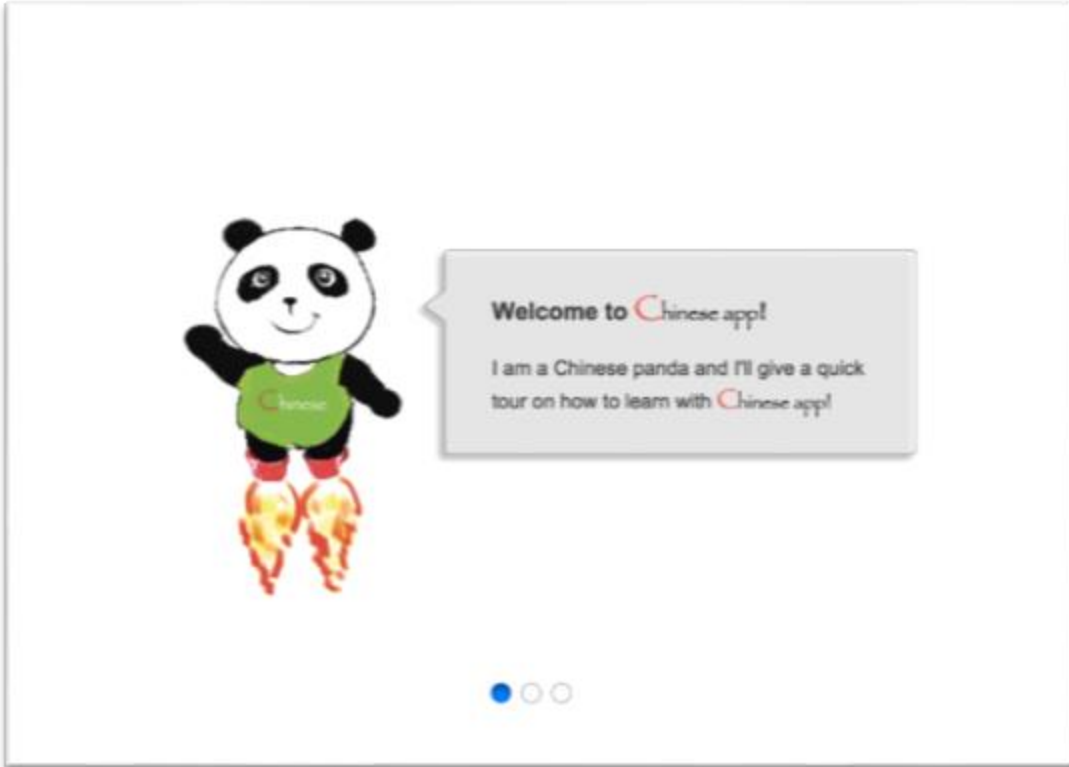 Chinese
Welcome to Chinese app!
I am a Chinese panda and I'll give a quick
tour on how to learn with Chinese app!